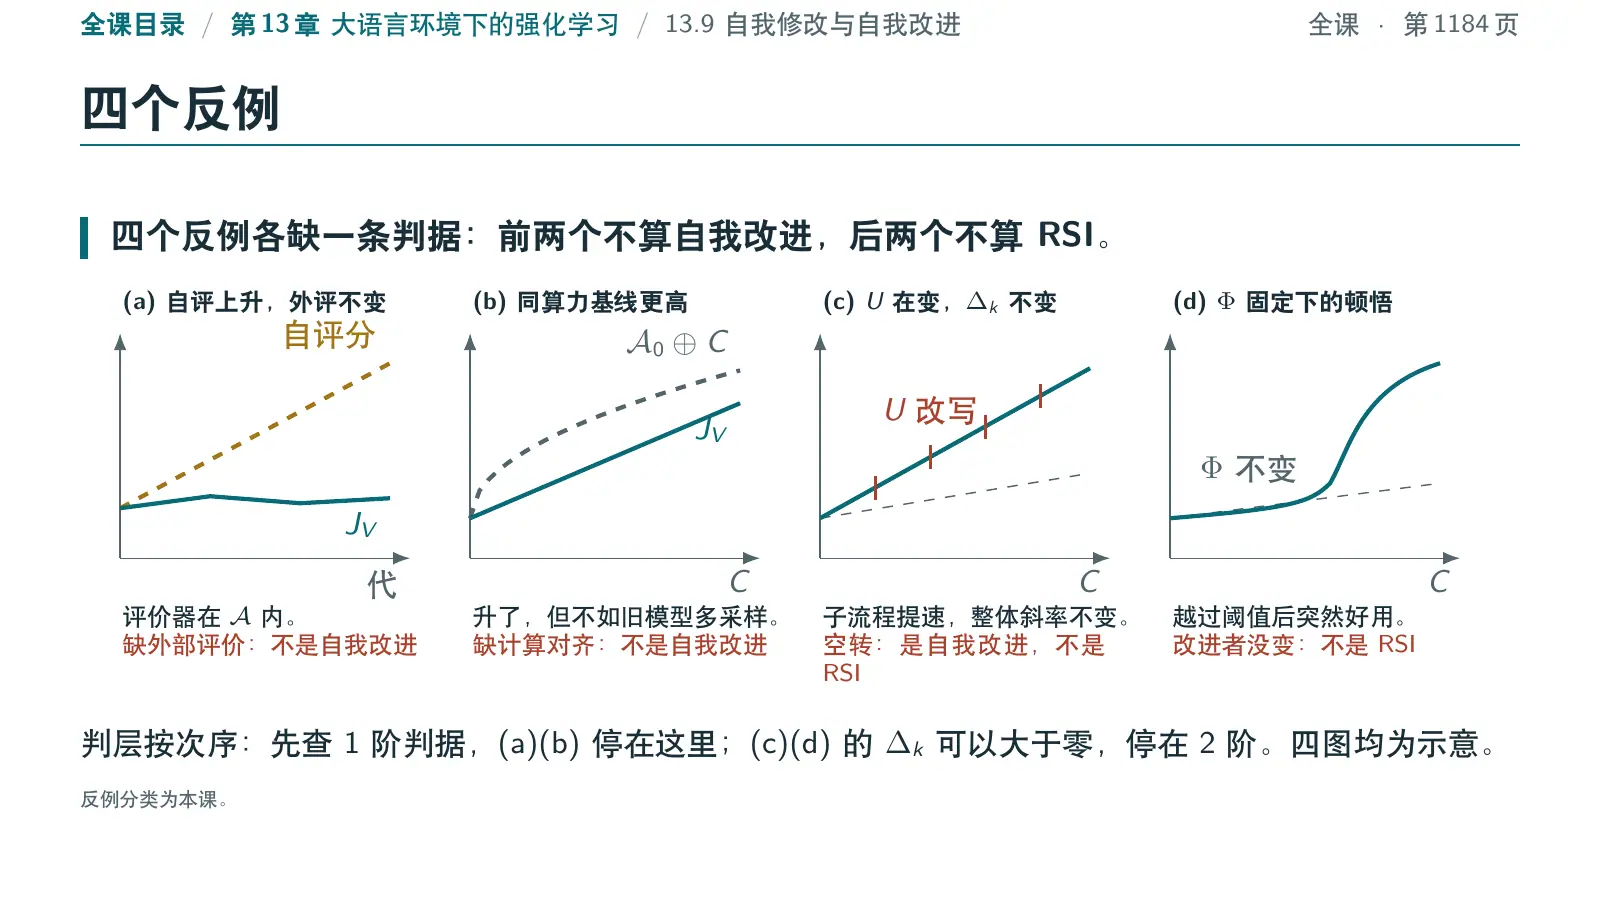 全课目录 / 第 13 章 大语言环境下的强化学习 / 13.9 自我修改与自我改进
全课 · 第 1184 页
四个反例
四个反例各缺一条判据：前两个不算自我改进，后两个不算 RSI。
(a) 自评上升，外评不变
自评分
J_V
代
评价器在 𝒜 内。
缺外部评价：不是自我改进
(b) 同算力基线更高
𝒜₀ ⊕ C
J_V
C
升了，但不如旧模型多采样。
缺计算对齐：不是自我改进
(c) U 在变，Δ_k 不变
U 改写
C
子流程提速，整体斜率不变。
空转：是自我改进，不是
RSI
(d) Φ 固定下的顿悟
Φ 不变
C
越过阈值后突然好用。
改进者没变：不是 RSI
判层按次序：先查 1 阶判据，(a)(b) 停在这里；(c)(d) 的 Δ_k 可以大于零，停在 2 阶。四图均为示意。
反例分类为本课。